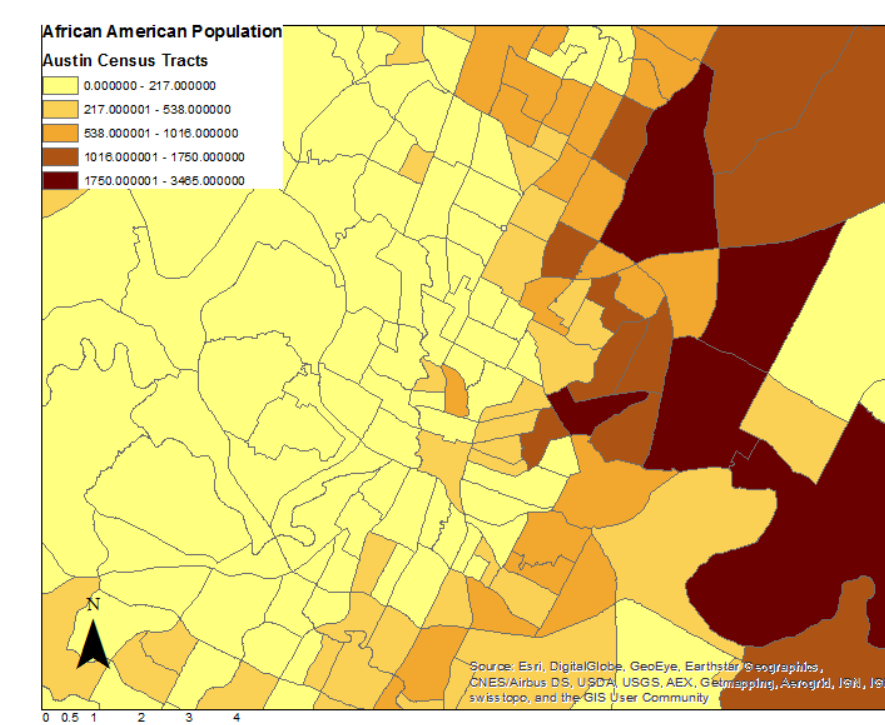 African American Population
Austin Census Tracts
0.000000 - 217.000000
217.000001 - 538.000000
538.000001 - 1016.000000
1016.000001 - 1750.000000
1750.000001 - 3465.000000
N
Source: Esri, DigitalGlobe, GeoEye, Earthstar Geographics,
CNES/Airbus DS, USDA, USGS, AEX, Getmapping, Aerogrid, IGN,
swisstopo, and the GIS User Community
0 0.5 1 2 3 4